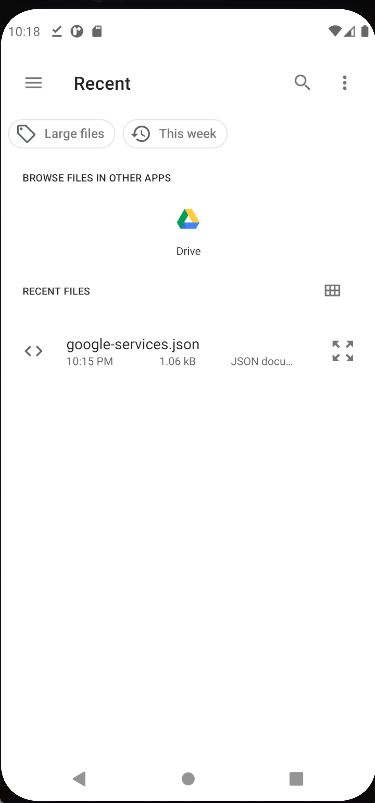 10:18
Recent
Large files
This week
BROWSE FILES IN OTHER APPS
Drive
RECENT FILES
google-services.json
10:15 PM 1.06 kB JSON docu...